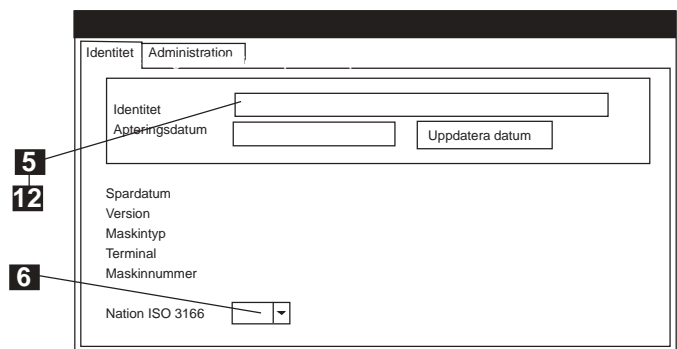 Identitet Administration
Identitet
Apteringsdatum Uppdatera datum
5
12
Spardatum
Version
Maskintyp
Terminal
Maskinnummer
6
Nation ISO 3166